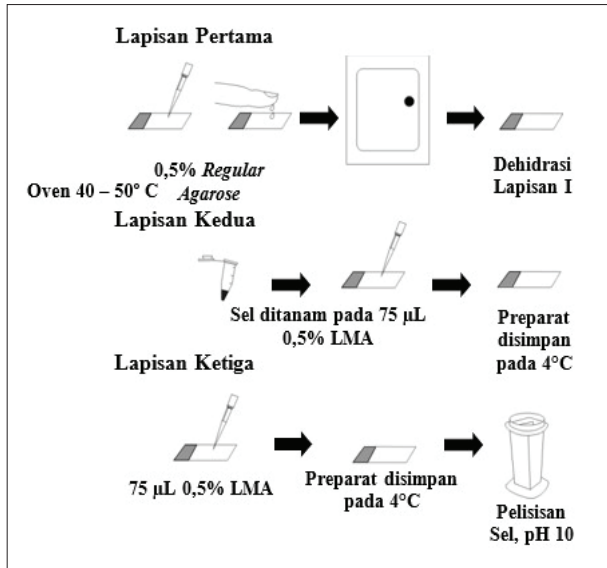 Lapisan Pertama
0,5% Regular
Agarose
Oven 40 – 50° C
Dehidrasi
Lapisan I
Lapisan Kedua
Sel ditanam pada 75 µL
0,5% LMA
Preparat
disimpan
pada 4°C
Lapisan Ketiga
75 µL 0,5% LMA
Preparat disimpan
pada 4°C
Pelisisan
Sel, pH 10